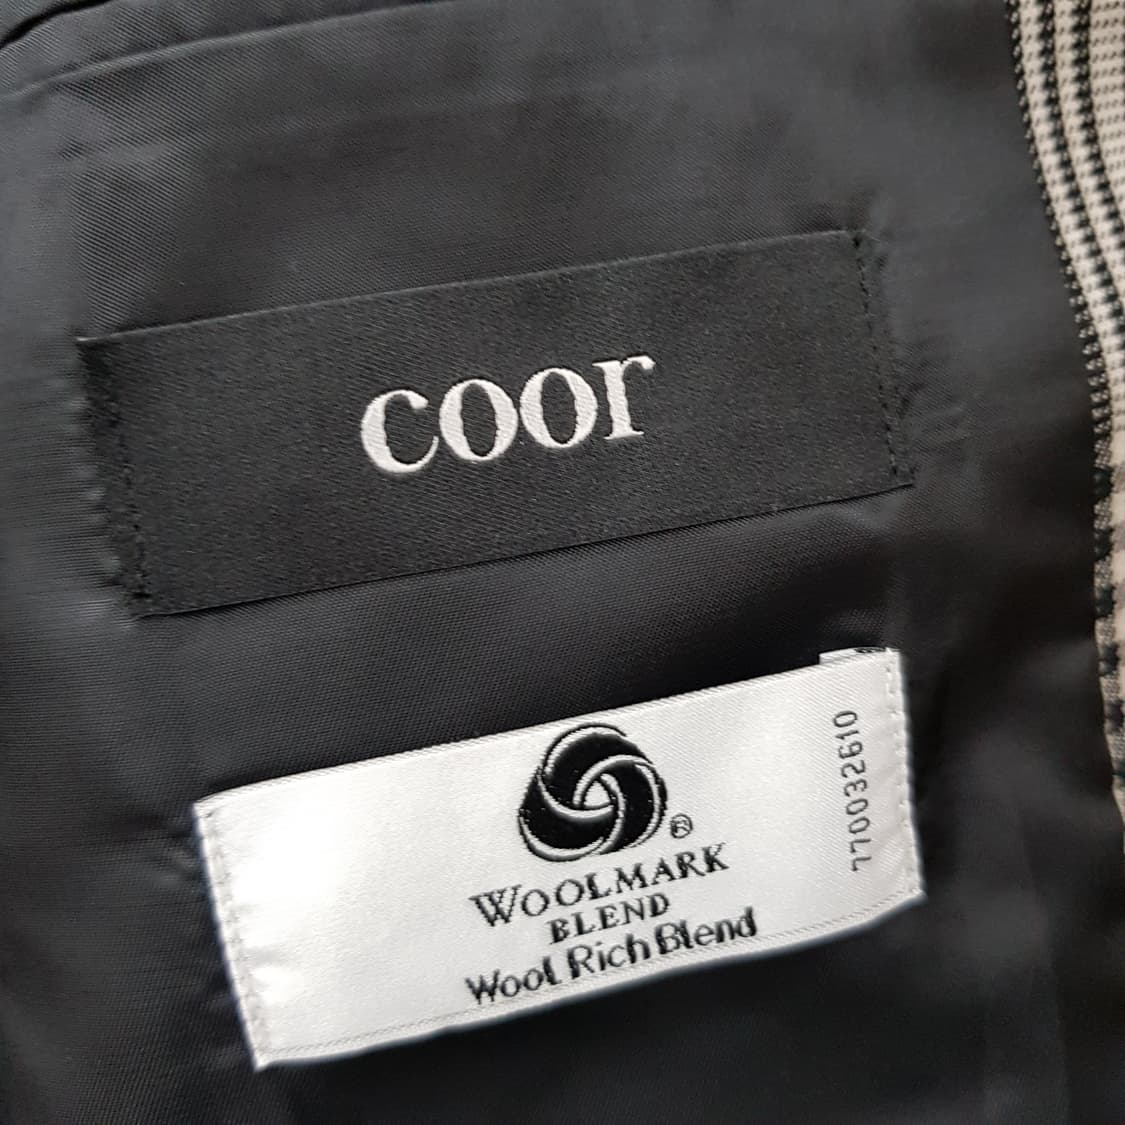 coor
WOOLMARK
BLEND
Wool Rich Blend
770032610
®